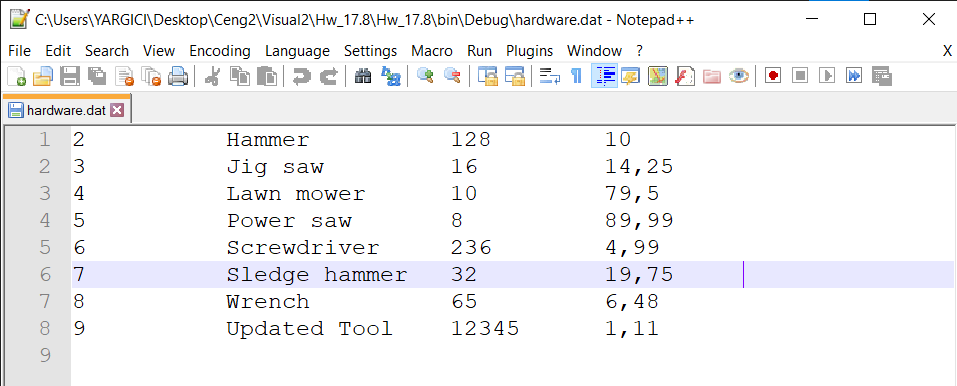 C:\Users\YARGICI\Desktop\Ceng2\Visual2\Hw_17.8\Hw_17.8\bin\Debug\hardware.dat - Notepad++
File Edit Search View Encoding Language Settings Macro Run Plugins Window ? X
hardware.dat
1 2 Hammer 128 10
2 3 Jig saw 16 14,25
3 4 Lawn mower 10 79,5
4 5 Power saw 8 89,99
5 6 Screwdriver 236 4,99
6 7 Sledge hammer 32 19,75
7 8 Wrench 65 6,48
8 9 Updated Tool 12345 1,11
9